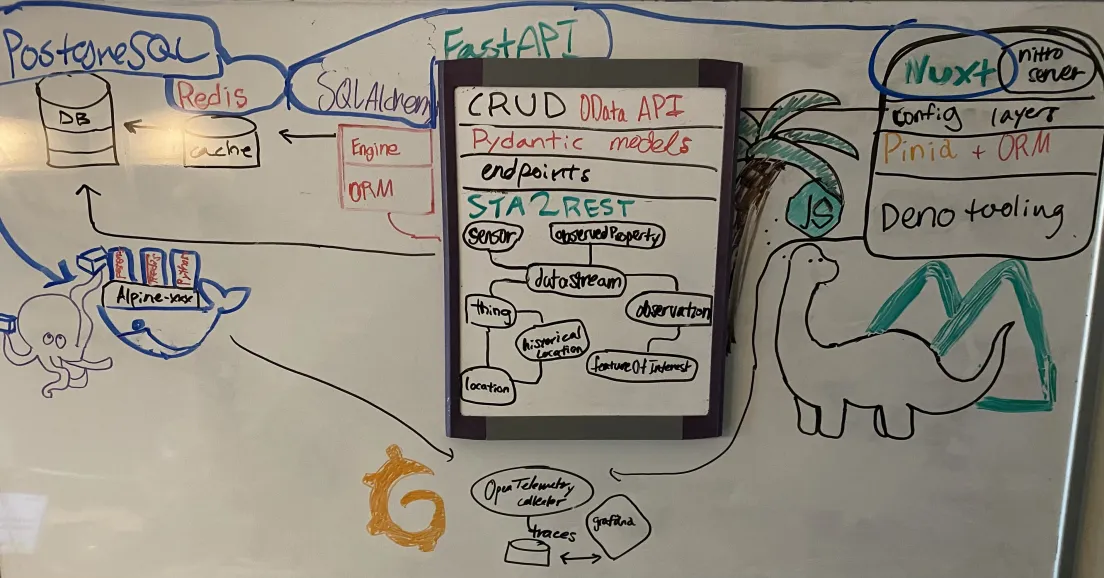 PostgreSQL
DB
Redis
cache
SQLAlchem
Engine
ORM
FastAPI
CRUD OData API
Pydantic models
endpoints
STA2REST
sensor
observedProperty
datastream
thing
observation
historical
location
featureOfInterest
location
Nuxt
nitro
server
config layers
Pinia + ORM
Deno tooling
JS
Alpine-xxx
OpenTelemetry
collector
traces
grafana